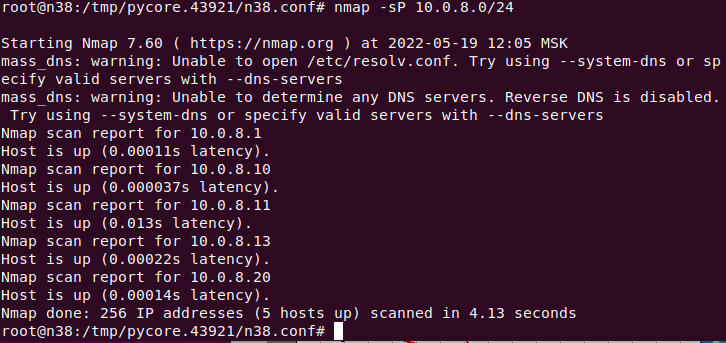 root@n38:/tmp/pycore.43921/n38.conf# nmap -sP 10.0.8.0/24
Starting Nmap 7.60 ( https://nmap.org ) at 2022-05-19 12:05 MSK
mass_dns: warning: Unable to open /etc/resolv.conf. Try using --system-dns or sp
ecify valid servers with --dns-servers
mass_dns: warning: Unable to determine any DNS servers. Reverse DNS is disabled.
 Try using --system-dns or specify valid servers with --dns-servers
Nmap scan report for 10.0.8.1
Host is up (0.00011s latency).
Nmap scan report for 10.0.8.10
Host is up (0.000037s latency).
Nmap scan report for 10.0.8.11
Host is up (0.013s latency).
Nmap scan report for 10.0.8.13
Host is up (0.00022s latency).
Nmap scan report for 10.0.8.20
Host is up (0.00014s latency).
Nmap done: 256 IP addresses (5 hosts up) scanned in 4.13 seconds
root@n38:/tmp/pycore.43921/n38.conf#